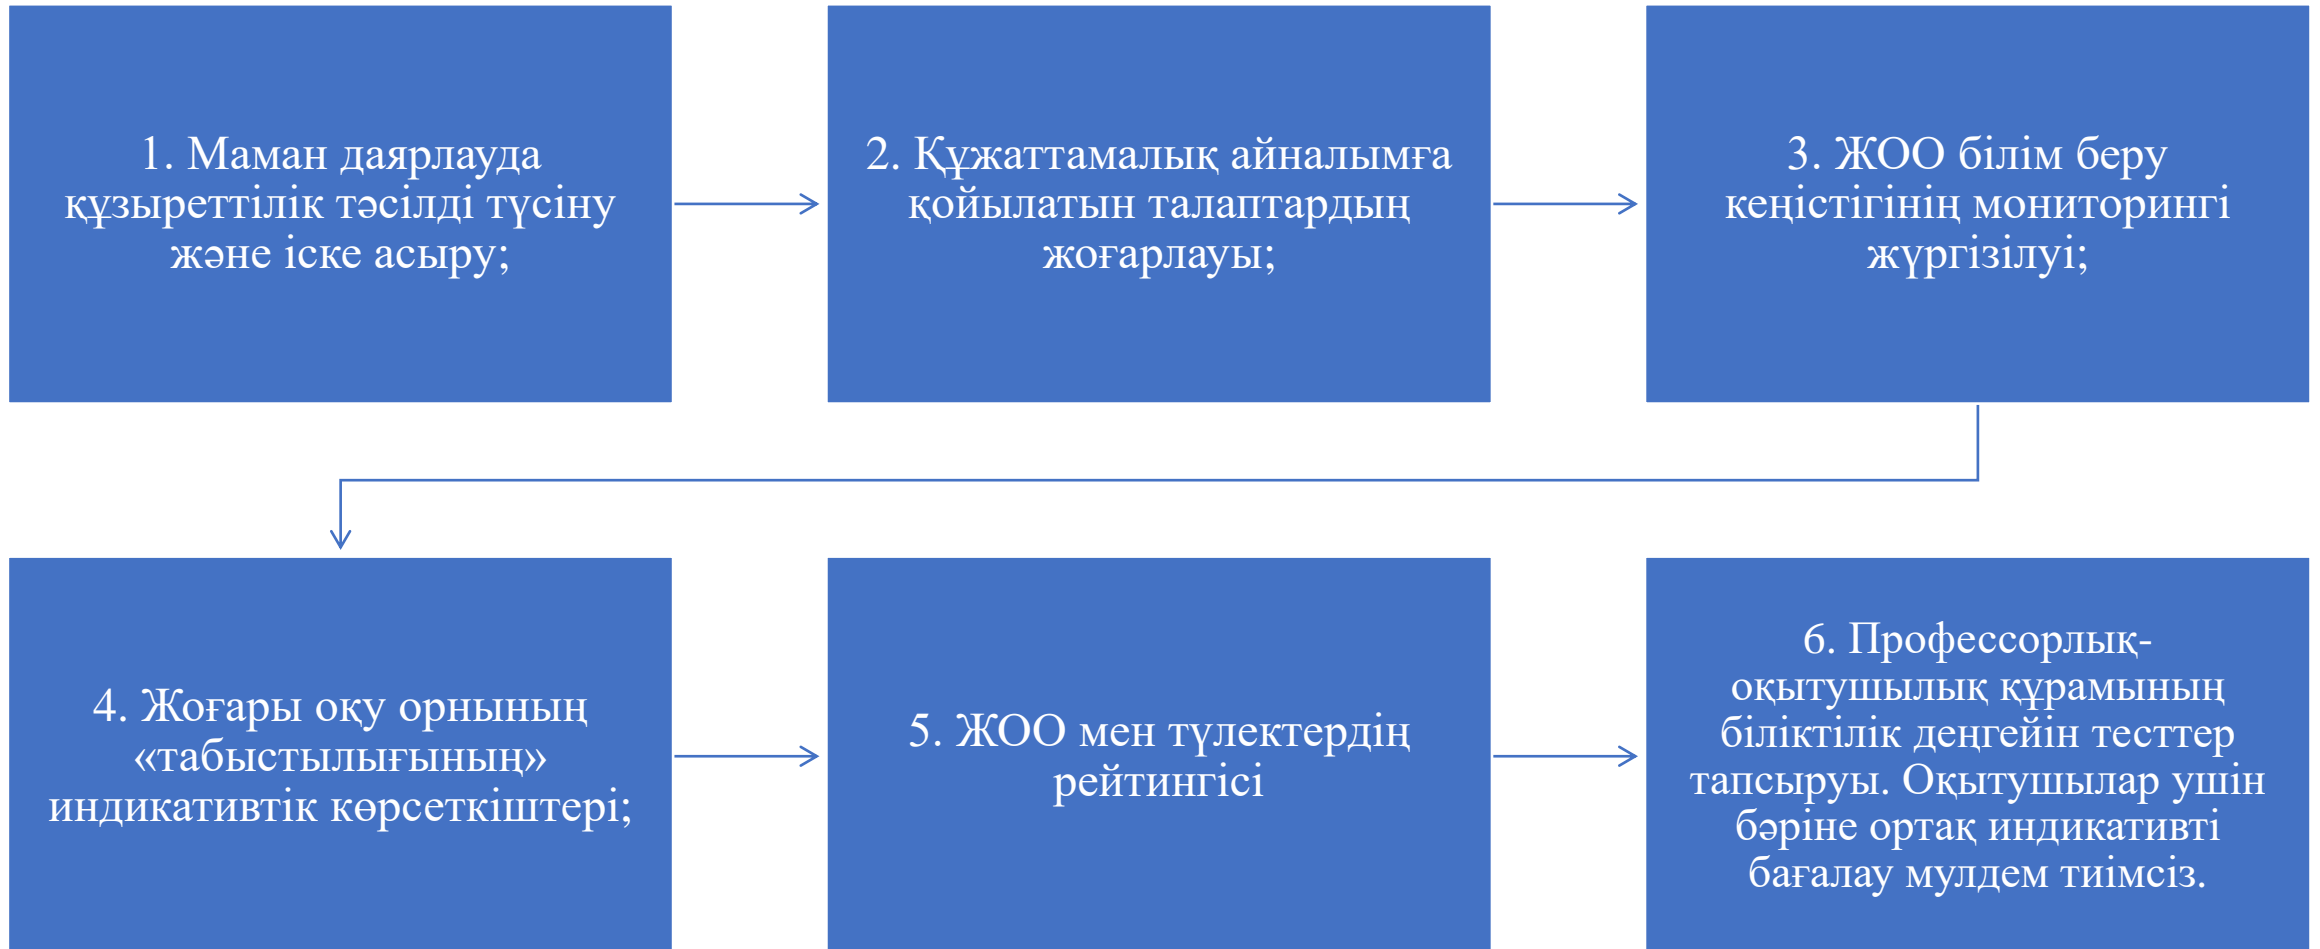 1. Маман даярлауда
құзыреттілік тәсілді түсіну
және іске асыру;
2. Құжаттамалық айналымға
қойылатын талаптардың
жоғарлауы;
3. ЖОО білім беру
кеңістігінің мониторингі
жүргізілуі;
4. Жоғары оқу орнының
«табыстылығының»
индикативтік көрсеткіштері;
5. ЖОО мен түлектердің
рейтингісі
6. Профессорлық-
оқытушылық құрамының
біліктілік деңгейін тесттер
тапсыруы. Оқытушылар ушін
бәріне ортақ индикативті
бағалау мулдем тиімсіз.